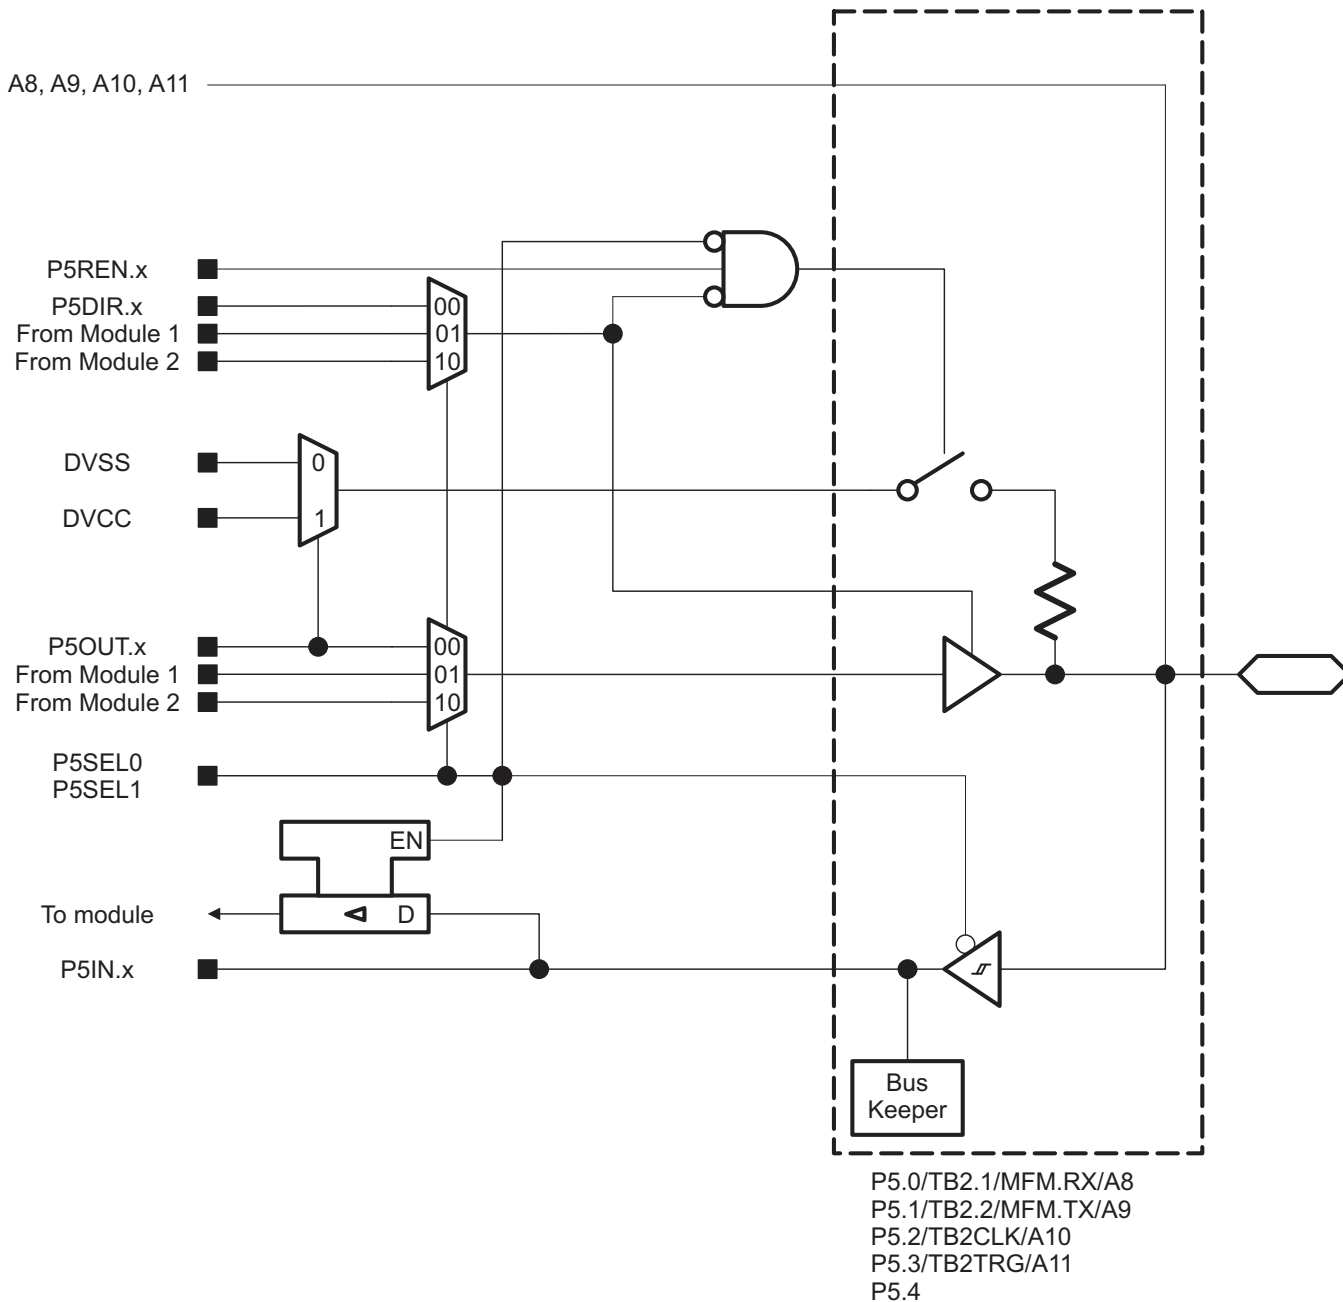 A8, A9, A10, A11
P5REN.x
P5DIR.x
00
From Module 1
01
From Module 2
10
DVSS
0
DVCC
1
P5OUT.x
00
From Module 1
01
From Module 2
10
P5SEL0
P5SEL1
EN
To module
D
P5IN.x
Bus
Keeper
P5.0/TB2.1/MFM.RX/A8
P5.1/TB2.2/MFM.TX/A9
P5.2/TB2CLK/A10
P5.3/TB2TRG/A11
P5.4